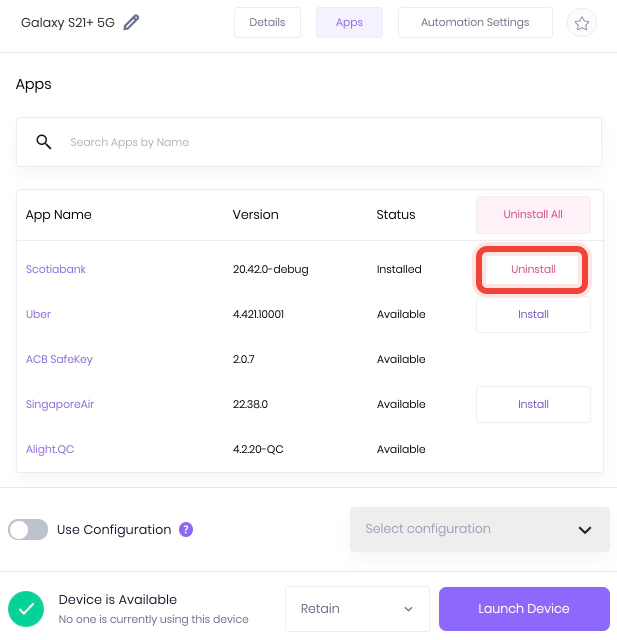 Galaxy S21+ 5G Details Apps Automation Settings
Apps
Search Apps by Name
App Name Version Status Uninstall All
Scotiabank 20.42.0-debug Installed Uninstall
Uber 4.421.10001 Available Install
ACB SafeKey 2.0.7 Available
SingaporeAir 22.38.0 Available Install
Alight.QC 4.2.20-QC Available
Use Configuration ? Select configuration
Device is Available
No one is currently using this device
Retain Launch Device